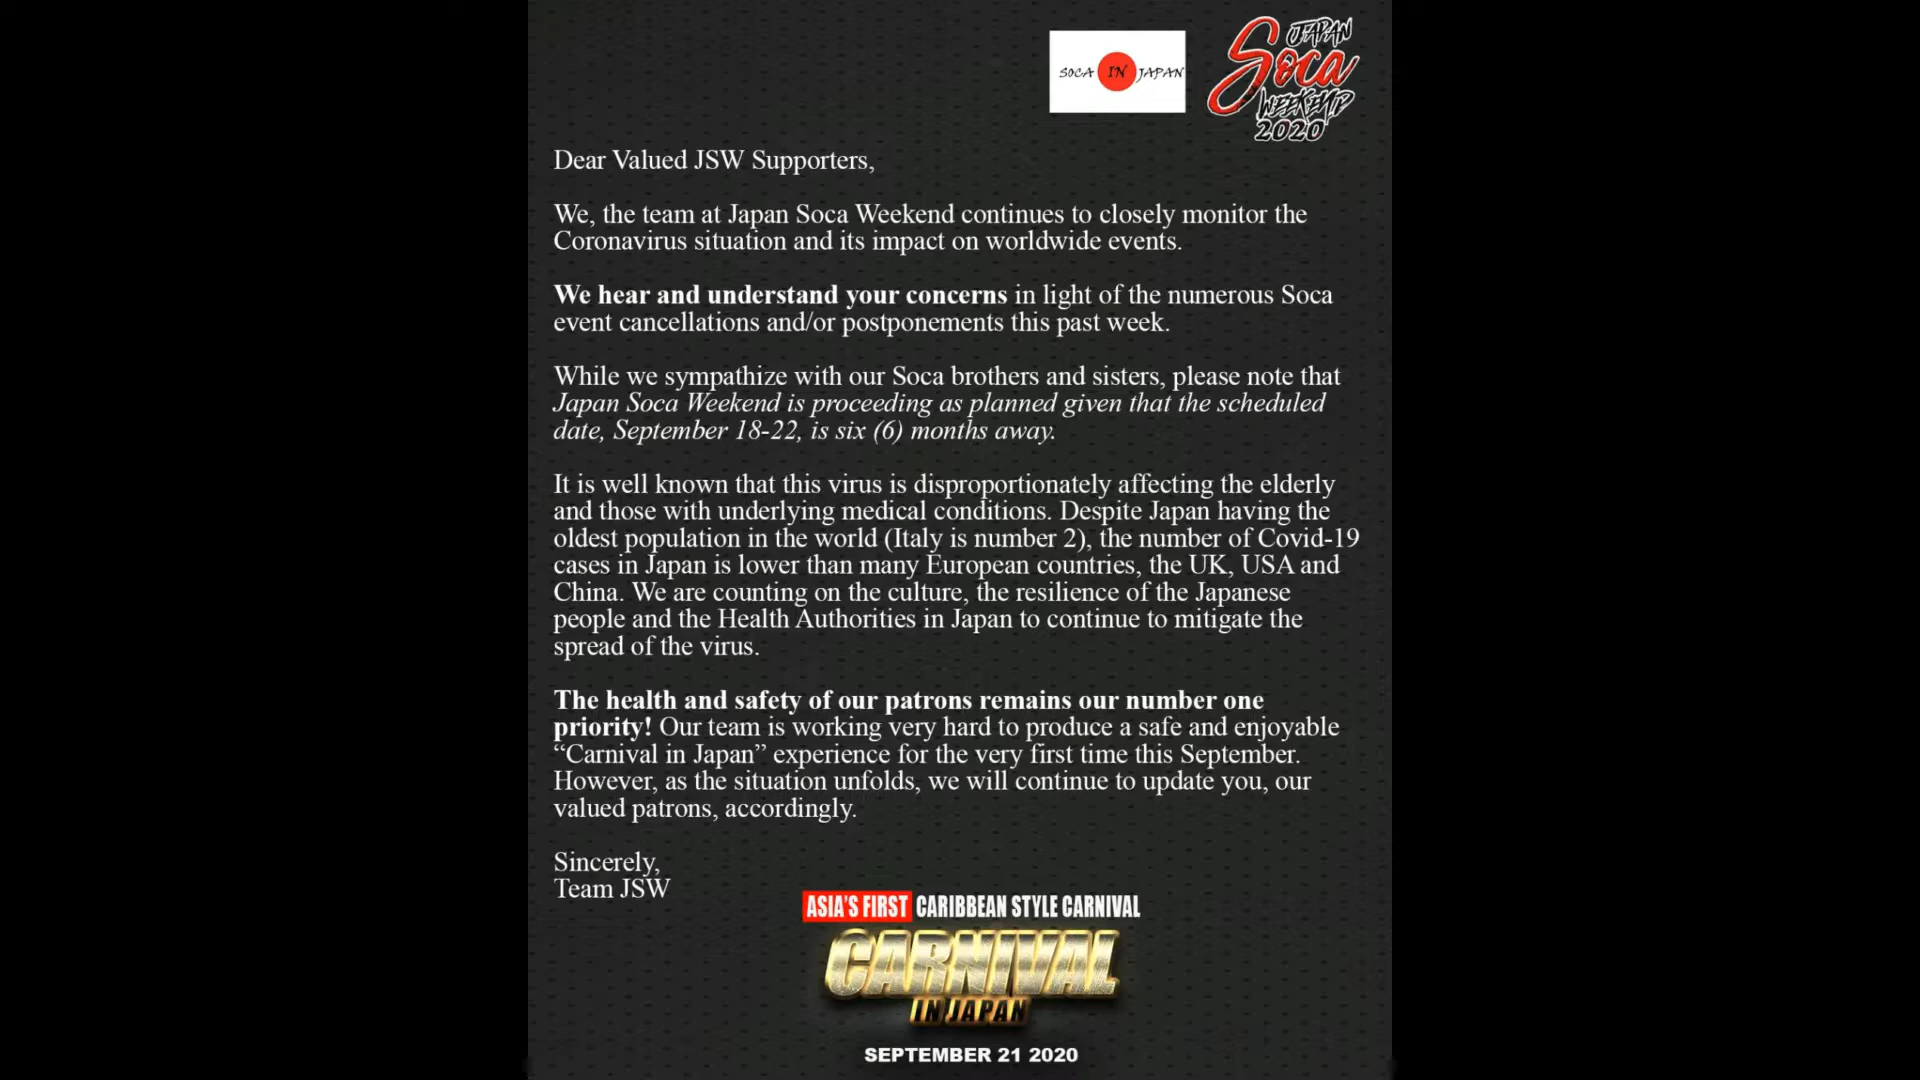 SOCA IN JAPAN
JAPAN
Soca
WEEKEND
2020
Dear Valued JSW Supporters,
We, the team at Japan Soca Weekend continues to closely monitor the
Coronavirus situation and its impact on worldwide events.
We hear and understand your concerns in light of the numerous Soca
event cancellations and/or postponements this past week.
While we sympathize with our Soca brothers and sisters, please note that
Japan Soca Weekend is proceeding as planned given that the scheduled
date, September 18-22, is six (6) months away.
It is well known that this virus is disproportionately affecting the elderly
and those with underlying medical conditions. Despite Japan having the
oldest population in the world (Italy is number 2), the number of Covid-19
cases in Japan is lower than many European countries, the UK, USA and
China. We are counting on the culture, the resilience of the Japanese
people and the Health Authorities in Japan to continue to mitigate the
spread of the virus.
The health and safety of our patrons remains our number one
priority! Our team is working very hard to produce a safe and enjoyable
“Carnival in Japan” experience for the very first time this September.
However, as the situation unfolds, we will continue to update you, our
valued patrons, accordingly.
Sincerely,
Team JSW
ASIA'S FIRST CARIBBEAN STYLE CARNIVAL
CARNIVAL
IN JAPAN
SEPTEMBER 21 2020